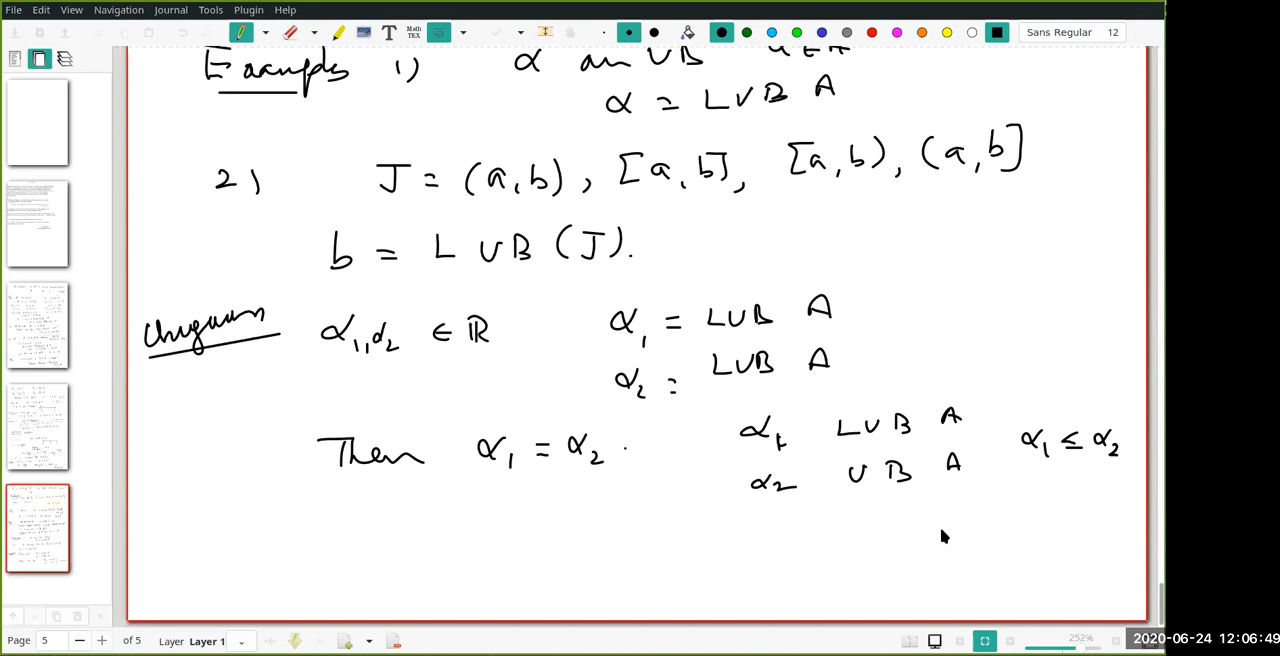 File Edit View Navigation Journal Tools Plugin Help
Sans Regular 12
Examples 1) α an UB α ∈ A
α = LUB A
2) J = (a,b), [a,b], [a,b), (a,b]
b = LUB (J).
α1, α2 ∈ ℝ α1 = LUB A
α2 = LUB A
Then α1 = α2. α1 LUB A
α2 UB A α1 ≤ α2
Page 5 of 5 Layer Layer 1 252% 2020-06-24 12:06:49